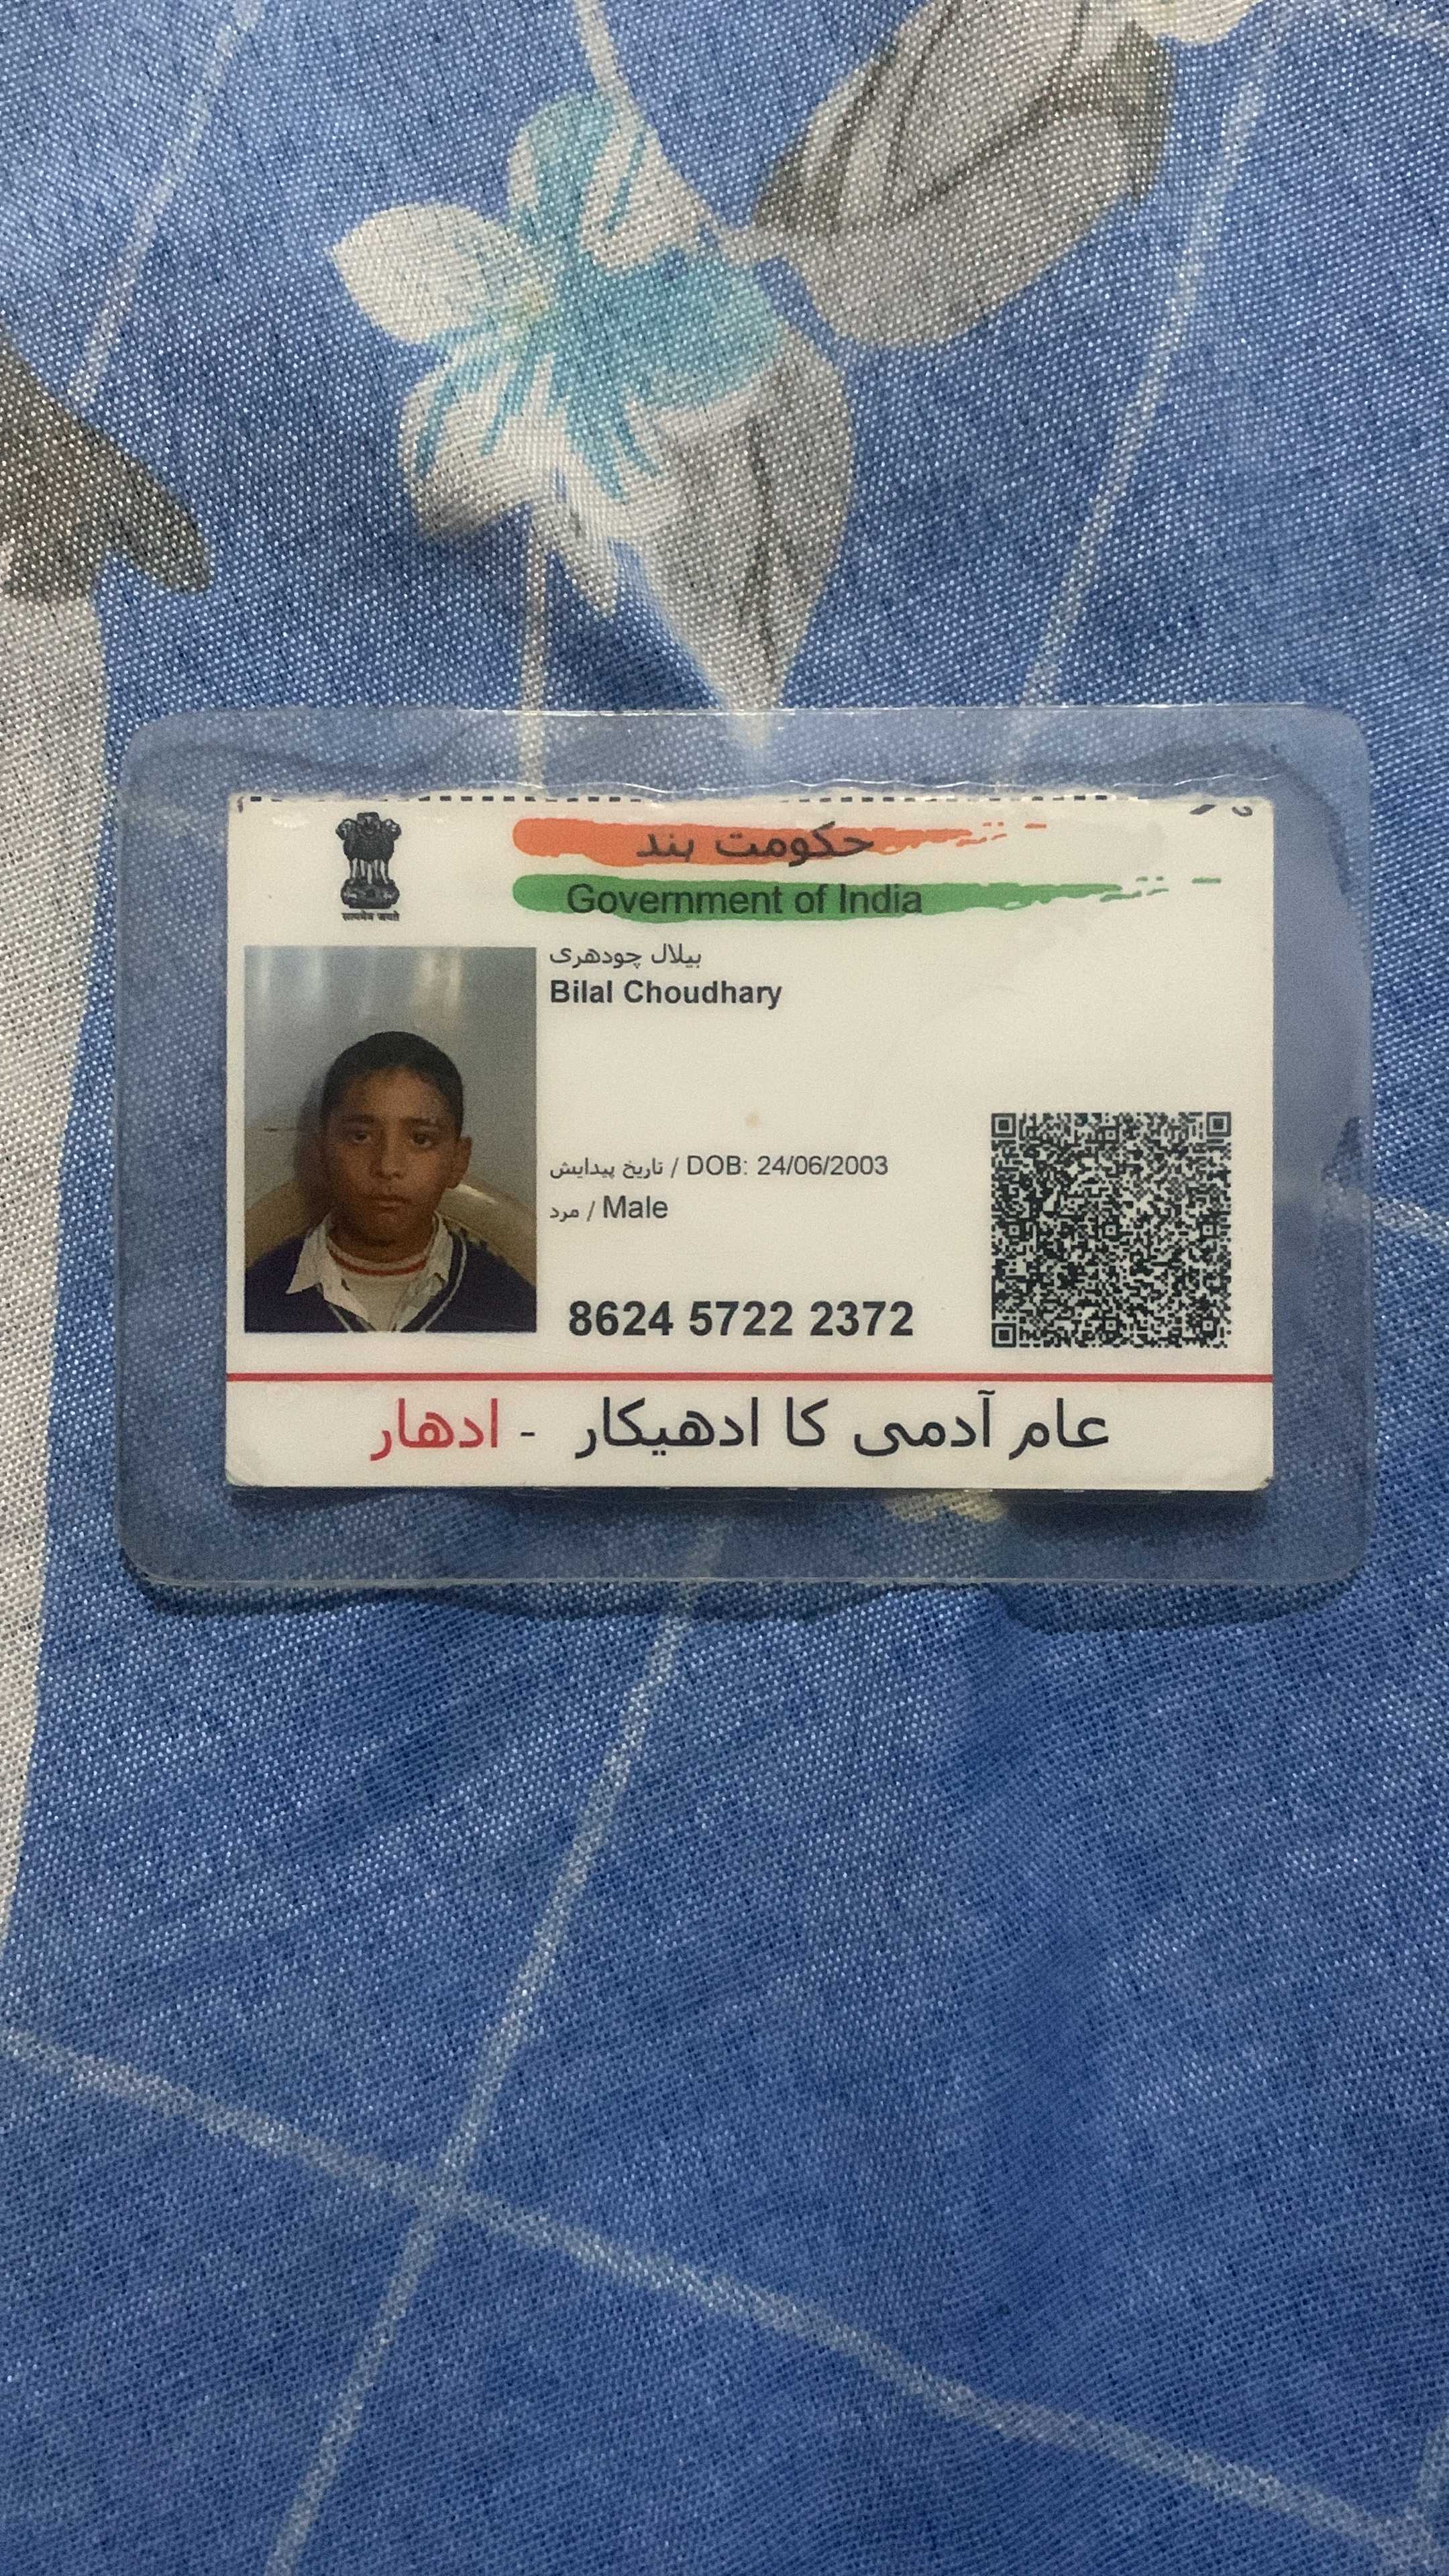 حکومت ہند
Government of India
सत्यमेव जयते
بیلال چودھری
Bilal Choudhary
تاریخ پیدایش / DOB: 24/06/2003
مرد / Male
8624 5722 2372
عام آدمی کا ادھیکار - ادھار